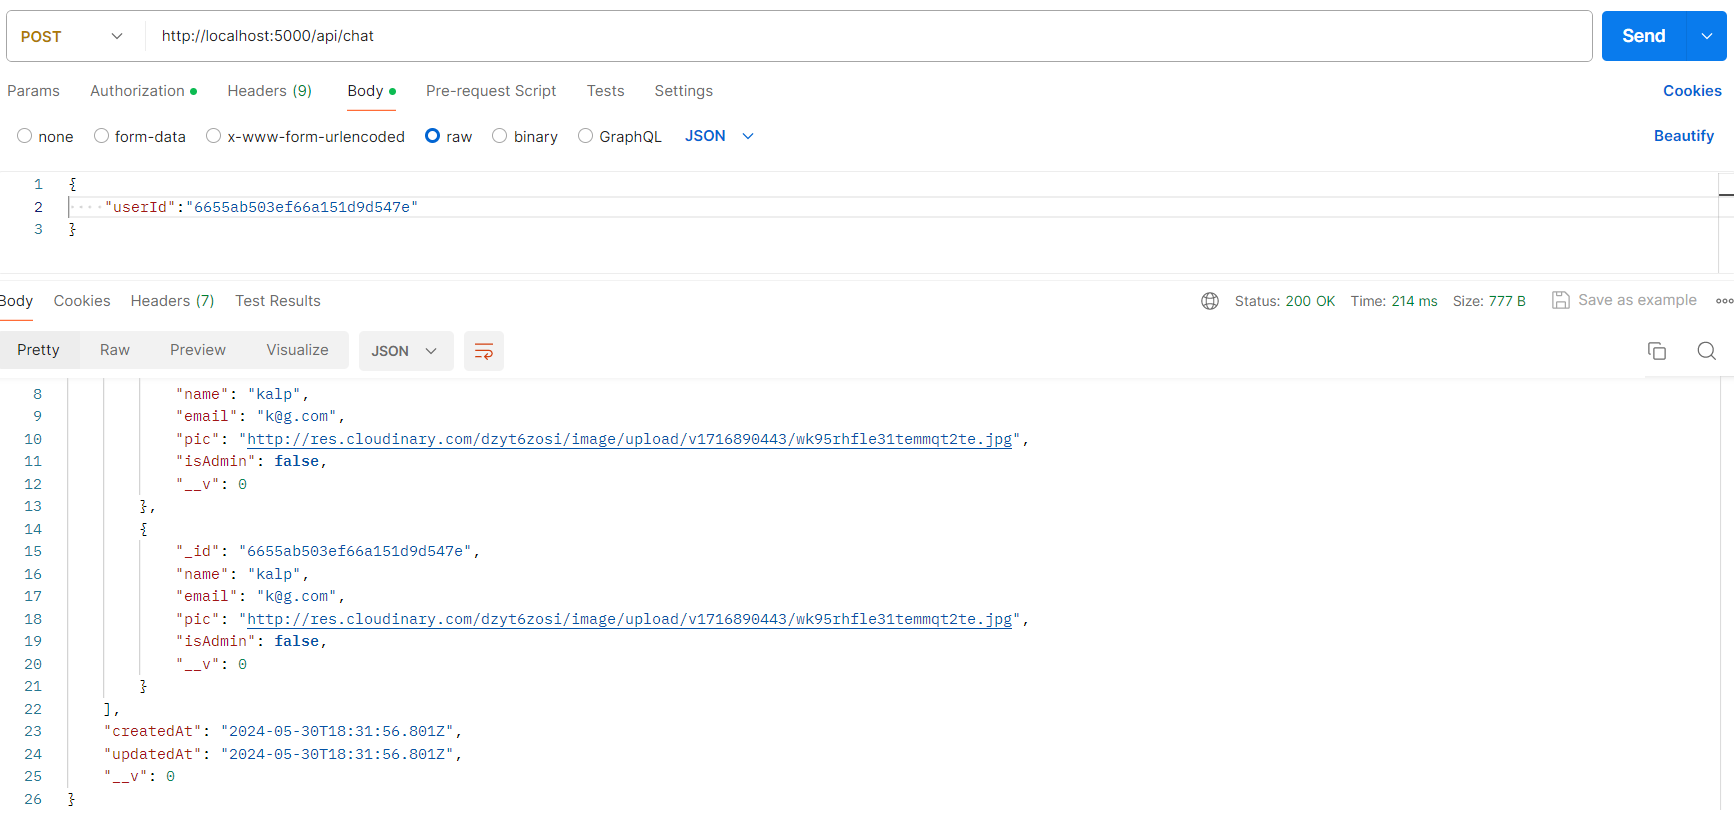 POST http://localhost:5000/api/chat Send
Params Authorization Headers (9) Body Pre-request Script Tests Settings Cookies
none form-data x-www-form-urlencoded raw binary GraphQL JSON Beautify
1 {
2 "userId":"6655ab503ef66a151d9d547e"
3 }
Body Cookies Headers (7) Test Results Status: 200 OK Time: 214 ms Size: 777 B Save as example
Pretty Raw Preview Visualize JSON
8 "name": "kalp",
9 "email": "k@g.com",
10 "pic": "http://res.cloudinary.com/dzyt6zosi/image/upload/v1716890443/wk95rhfle31temmqt2te.jpg",
11 "isAdmin": false,
12 "__v": 0
13 },
14 {
15 "_id": "6655ab503ef66a151d9d547e",
16 "name": "kalp",
17 "email": "k@g.com",
18 "pic": "http://res.cloudinary.com/dzyt6zosi/image/upload/v1716890443/wk95rhfle31temmqt2te.jpg",
19 "isAdmin": false,
20 "__v": 0
21 }
22 ],
23 "createdAt": "2024-05-30T18:31:56.801Z",
24 "updatedAt": "2024-05-30T18:31:56.801Z",
25 "__v": 0
26 }